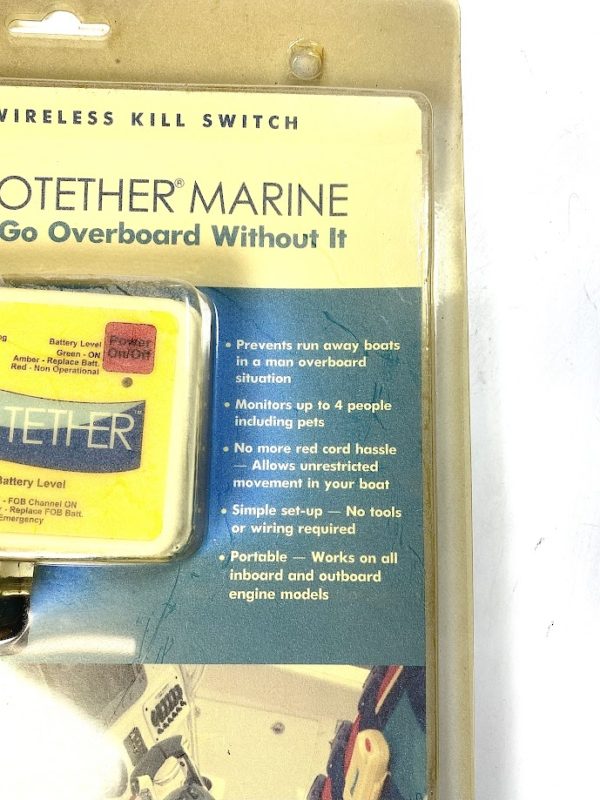 WIRELESS KILL SWITCH
OTETHER® MARINE
Go Overboard Without It
Battery Level
Green - ON
Amber - Replace Batt.
Red - Non Operational
Power
On/Off
TETHER™
Battery Level
- FOB Channel ON
- Replace FOB Batt.
Emergency
• Prevents run away boats
in a man overboard
situation
• Monitors up to 4 people
including pets
• No more red cord hassle
— Allows unrestricted
movement in your boat
• Simple set-up — No tools
or wiring required
• Portable — Works on all
inboard and outboard
engine models